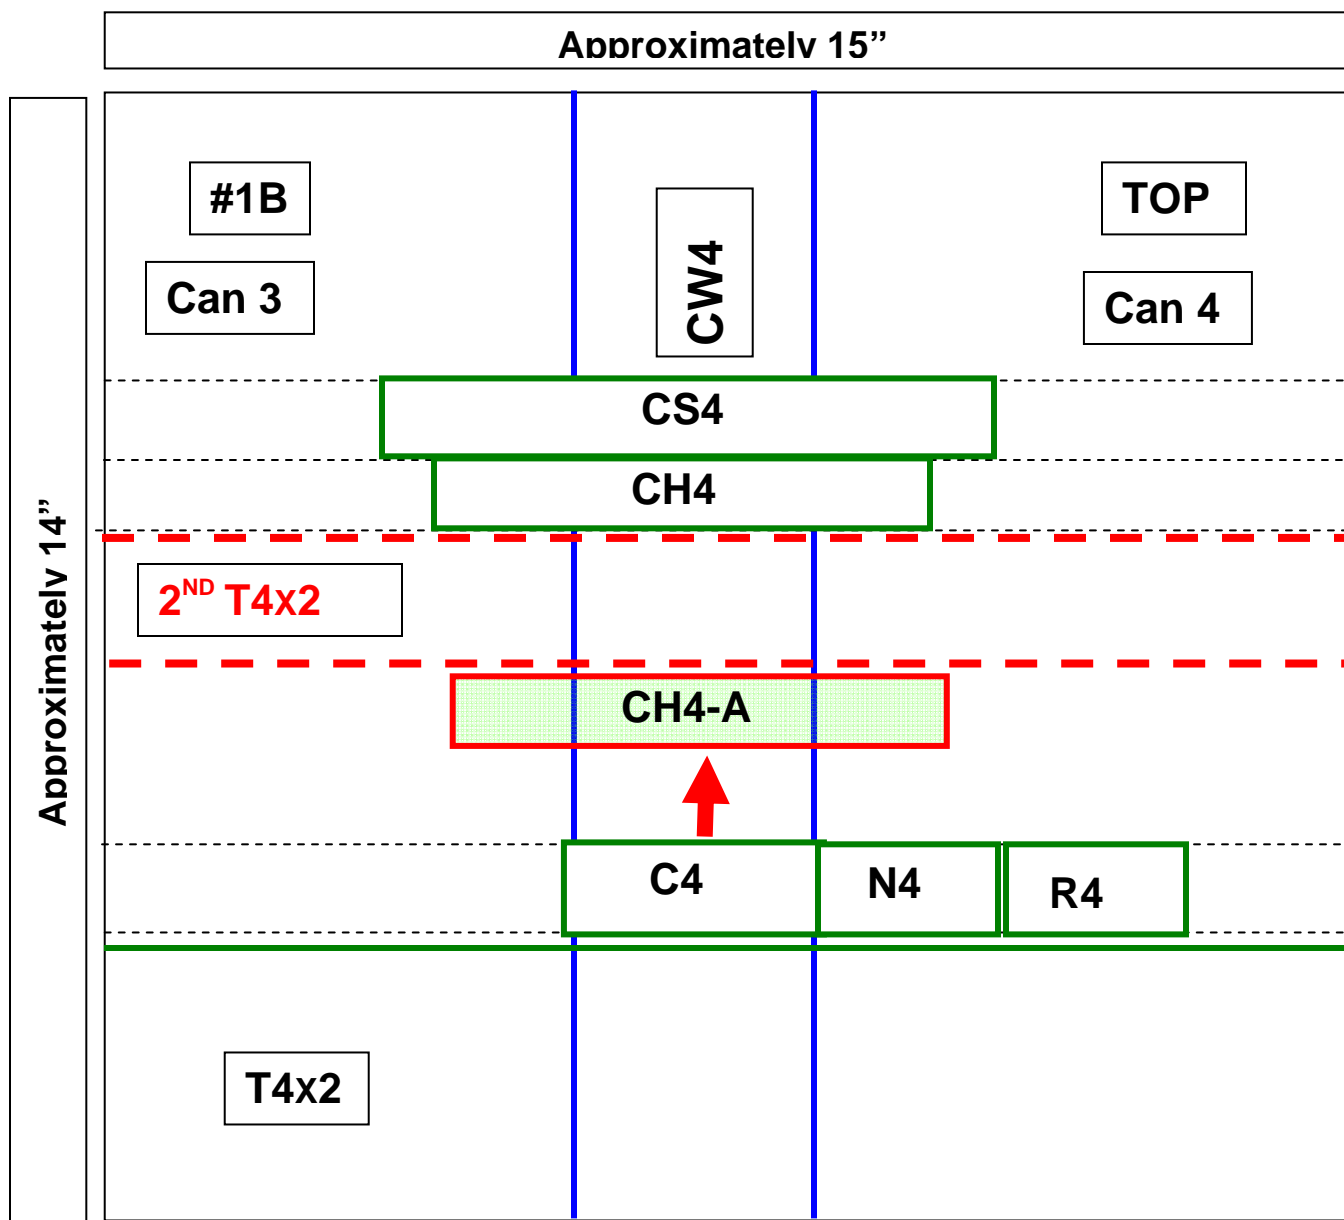 Approximately 15”
#1B
TOP
CW4
Can 3
Can 4
CS4
CH4
Approximately 14”
2ND T4x2
CH4-A
C4
N4
R4
T4x2